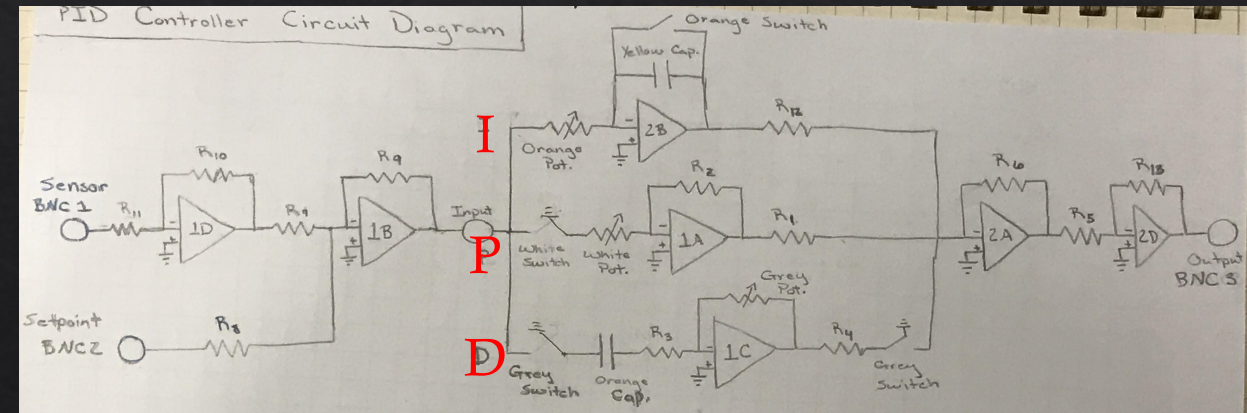 PID Controller Circuit Diagram
Orange Switch
Yellow Cap.
I
2B
R12
Orange
Pot.
R10
R9
R2
R6
R13
Sensor
BNC 1
R11
1D
R9
1B
Input
P
White
Switch
White
Pot.
1A
R1
2A
R5
2D
Output
BNC 3
Grey
Pot.
Setpoint
BNC2
R8
D
Grey
Switch
Orange
Cap.
R3
1C
R4
Grey
Switch